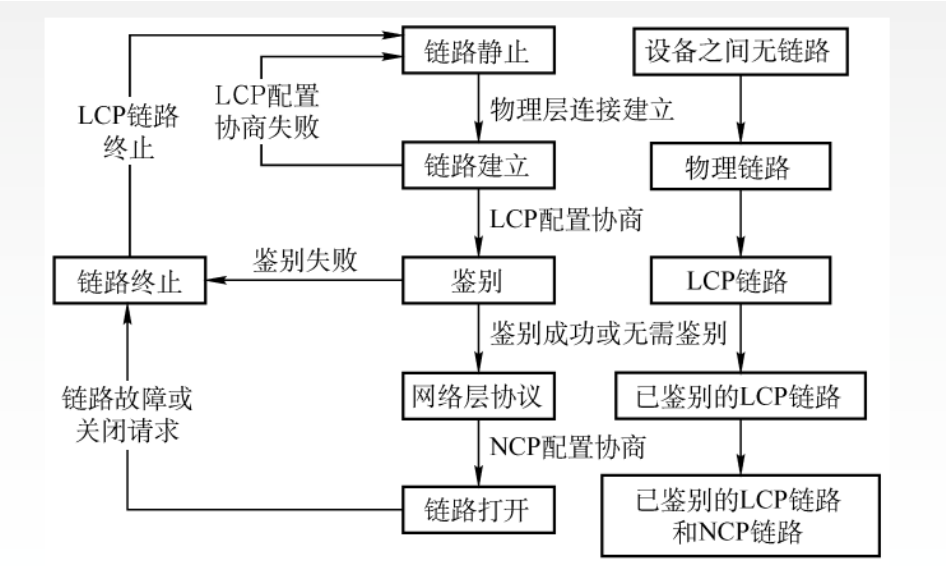 链路静止
设备之间无链路
LCP配置
协商失败
LCP链路
终止
物理层连接建立
链路建立
物理链路
LCP配置协商
鉴别失败
链路终止
鉴别
LCP链路
鉴别成功或无需鉴别
链路故障或
关闭请求
网络层协议
已鉴别的LCP链路
NCP配置协商
链路打开
已鉴别的LCP链路
和NCP链路